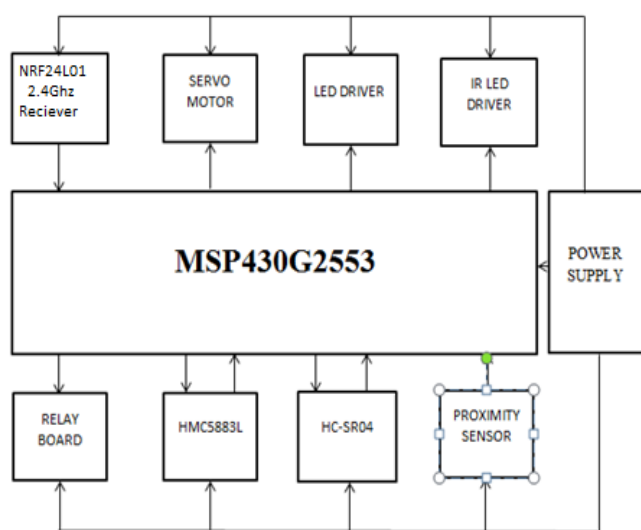 NRF24L01
2.4Ghz
Reciever
SERVO
MOTOR
LED DRIVER
IR LED
DRIVER
MSP430G2553
POWER
SUPPLY
RELAY
BOARD
HMC5883L
HC-SR04
PROXIMITY
SENSOR